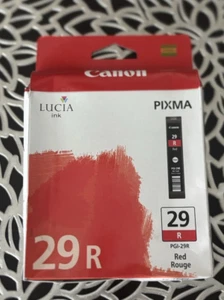 Canon
LUCIA
ink
PIXMA
29
R
29
R
PGI-29R
Red
Rouge
29 R